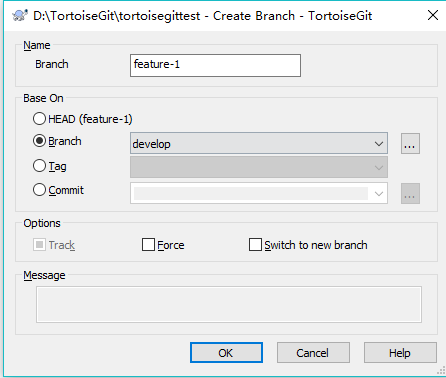 D:\TortoiseGit\tortoisegittest - Create Branch - TortoiseGit
Name
Branch
feature-1
Base On
HEAD (feature-1)
Branch
develop
...
Tag
Commit
...
Options
Track
Force
Switch to new branch
Message
OK
Cancel
Help